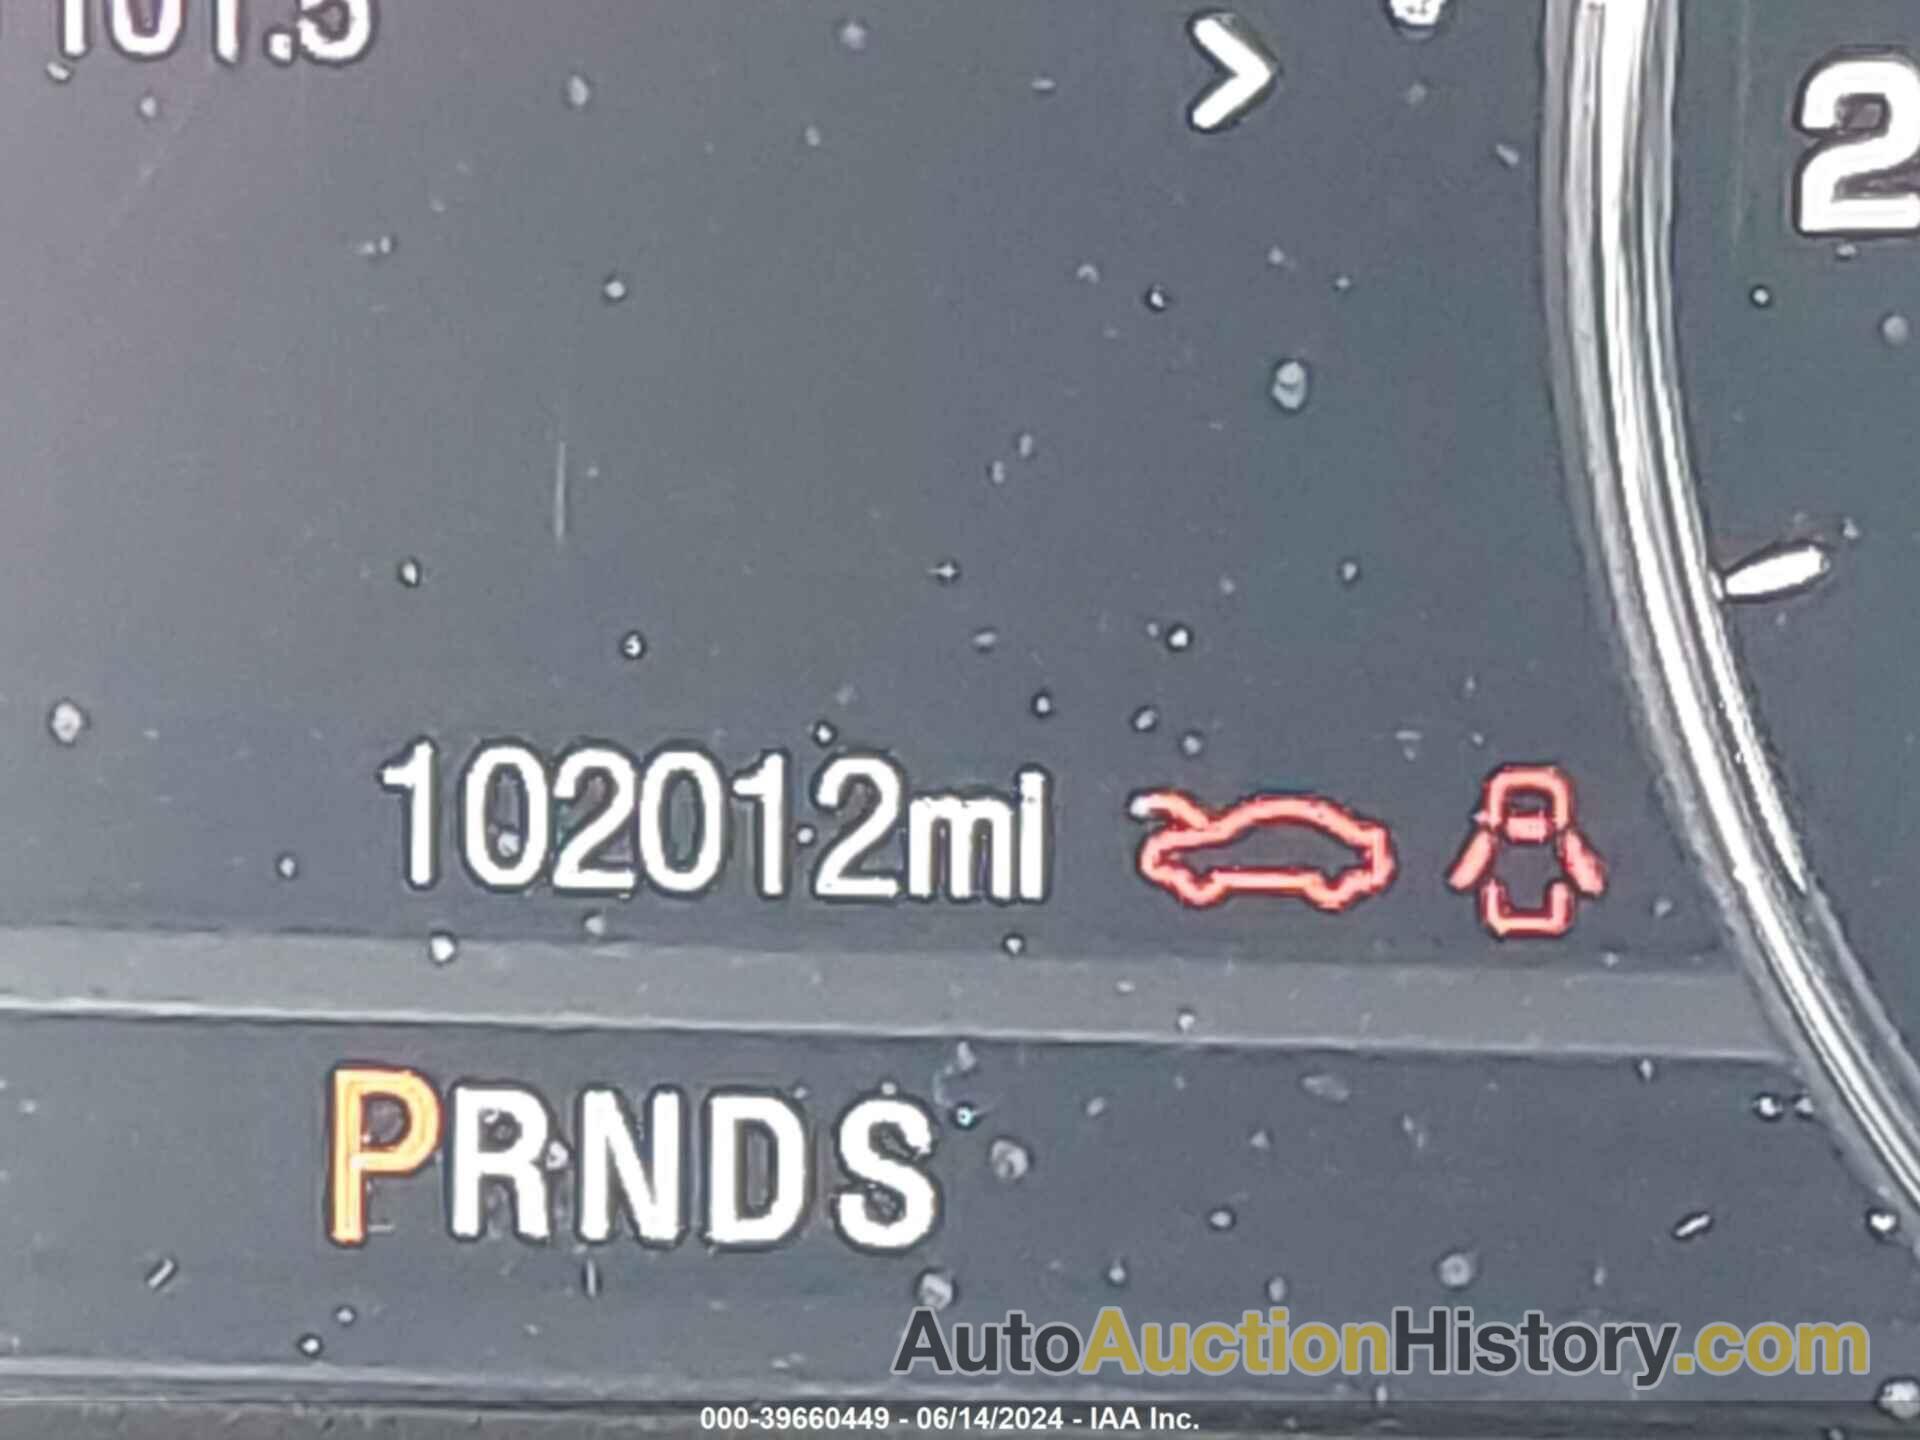 101.5
>
2
102012mi
PRNDS
AutoAuctionHistory.com
000-39660449 - 06/14/2024 - IAA Inc.